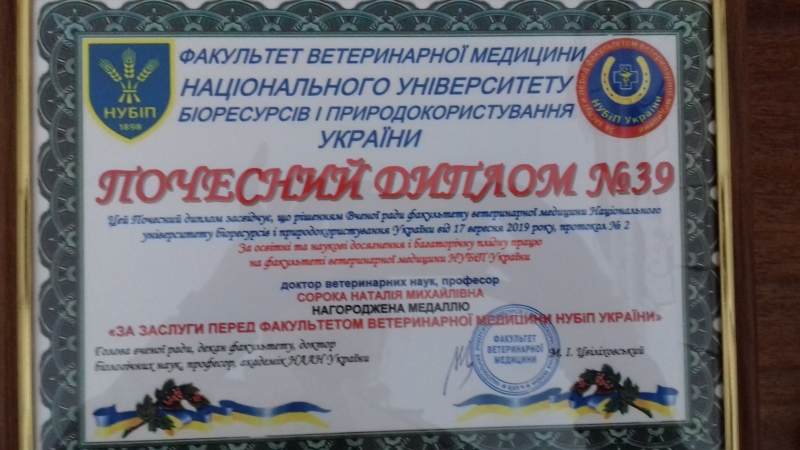 ФАКУЛЬТЕТ ВЕТЕРИНАРНОЇ МЕДИЦИНИ
НАЦІОНАЛЬНОГО УНІВЕРСИТЕТУ
БІОРЕСУРСІВ І ПРИРОДОКОРИСТУВАННЯ
УКРАЇНИ
НУБІП
1898
НУБіП України
ПОЧЕСНИЙ ДИПЛОМ №39
Цей Почесний диплом засвідчує, що рішенням Вченої ради факультету ветеринарної медицини Національного
університету біоресурсів і природокористування України від 17 вересня 2019 року, протокол № 2
За освітні та наукові досягнення і багаторічну плідну працю
на факультеті ветеринарної медицини НУБіП України
доктор ветеринарних наук, професор
СОРОКА НАТАЛІЯ МИХАЙЛІВНА
НАГОРОДЖЕНА МЕДАЛЛЮ
«ЗА ЗАСЛУГИ ПЕРЕД ФАКУЛЬТЕТОМ ВЕТЕРИНАРНОЇ МЕДИЦИНИ НУБІП УКРАЇНИ»
Голова вченої ради, декан факультету, доктор
біологічних наук, професор, академік НААН України
ФАКУЛЬТЕТ
ВЕТЕРИНАРНОЇ
МЕДИЦИНИ
М. І. Цвіліховський